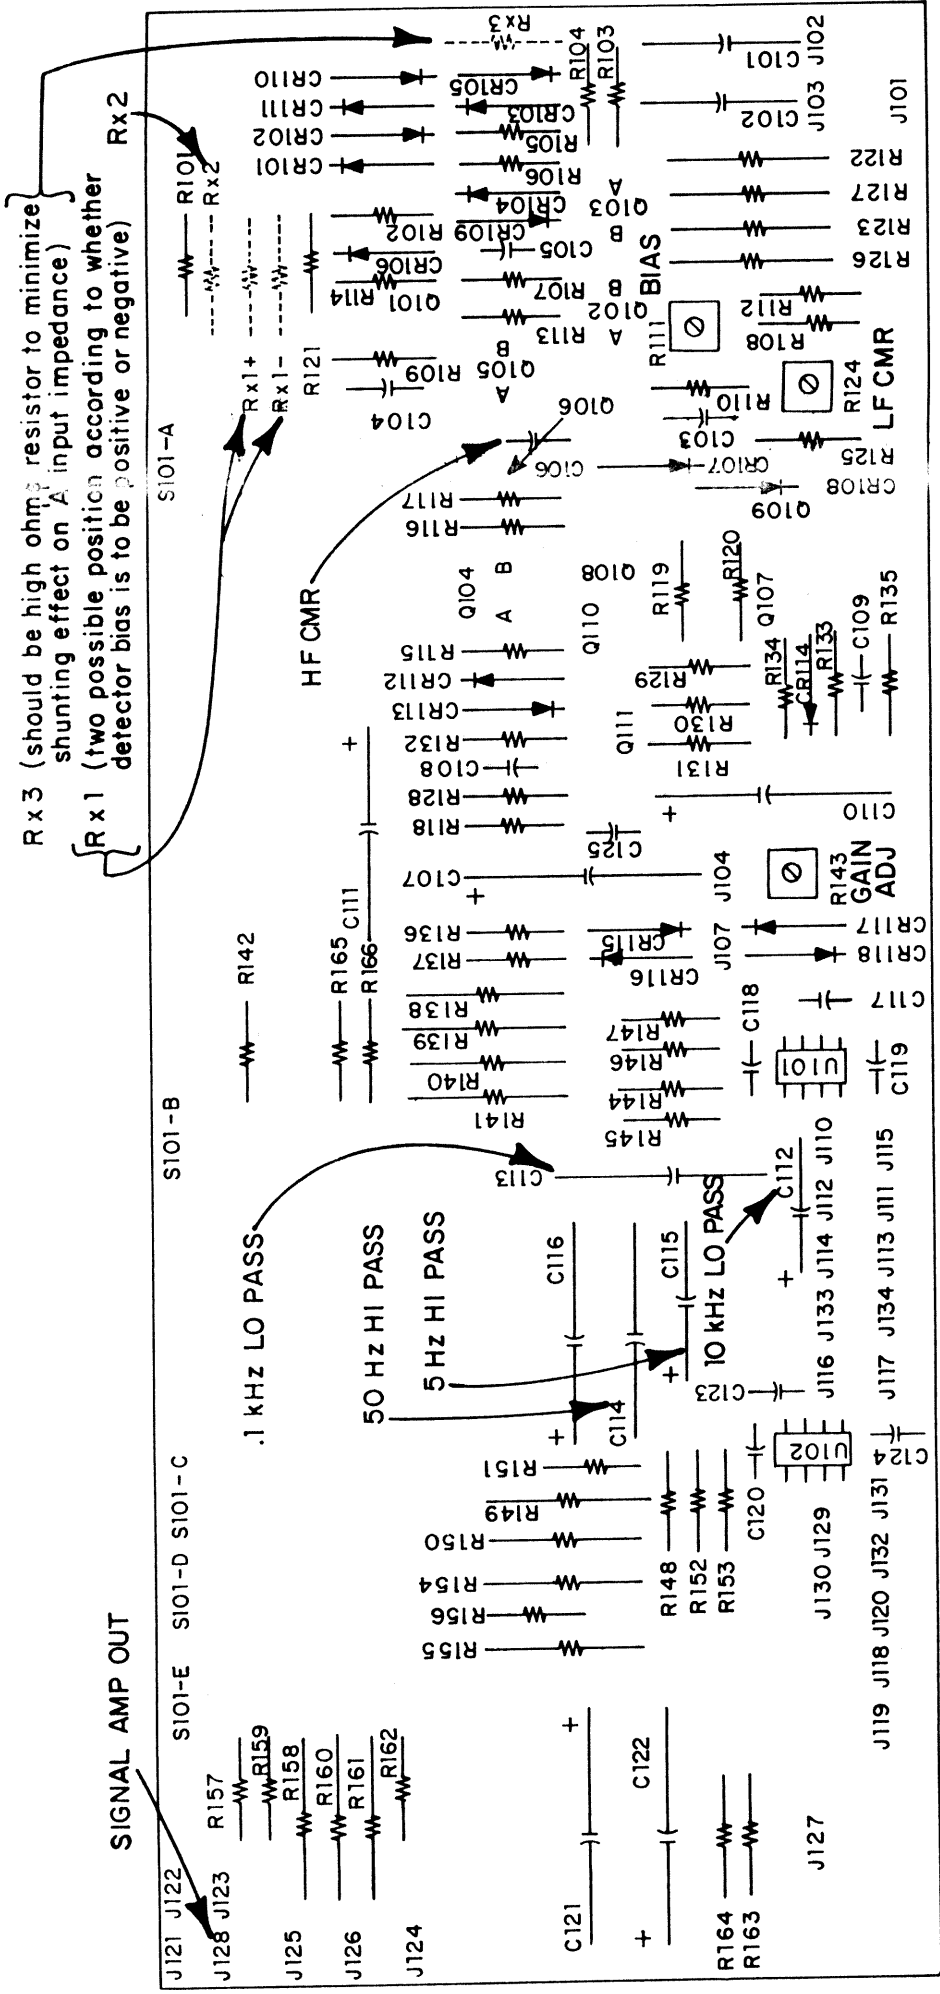 Rx3 (should be high ohms resistor to minimize
shunting effect on "A" input impedance)
Rx1 (two possible position according to whether
detector bias is to be positive or negative)
Rx2
SIGNAL AMP OUT
J121 J122
J128 J123
J125
J126
J124
S101-E
S101-D
S101-C
S101-B
S101-A
R157
R159
R158
R160
R161
R162
R142
R165
R166
C111
+
R101
Rx2
Rx1+
Rx1-
R121
CR101
CR102
CR111
CR110
Rx3
.1 kHz LO PASS
50 Hz HI PASS
5 Hz HI PASS
10 kHz LO PASS
HF CMR
R102
CR106
R114
Q101
R109
C104
CR105
CR103
R105
R106
CR104
CR109
C105
R107
R113
Q105
B
A
C106
Q106
R117
R116
Q104
B
A
R115
CR112
CR113
R132
C108
R128
R118
C107
+
R136
R137
R138
R139
R140
R141
C113
R151
R149
R150
R154
R156
R155
R104
R103
A
Q103
B
B
Q102
A
BIAS
R111
R110
C103
CR107
Q108
Q110
R119
R120
Q107
Q109
R129
R130
R131
Q111
C125
J104
CR115
CR116
J107
R147
R146
R144
R145
C116
+
C114
C115
+
C123
R148
R152
R153
C121
+
C122
+
R164
R163
C101
J102
C102
J103
J101
R122
R127
R123
R126
R112
R108
R124
LF CMR
R125
CR108
R134
CR114
R133
C109
R135
C110
+
R143
GAIN
ADJ
CR117
CR118
C117
C118
U101
C119
C112
+
J110
J112
J114
J133
J116
J115
J111
J113
J134
J117
C120
U102
C124
J130 J129
J119 J118 J120 J132 J131
J127